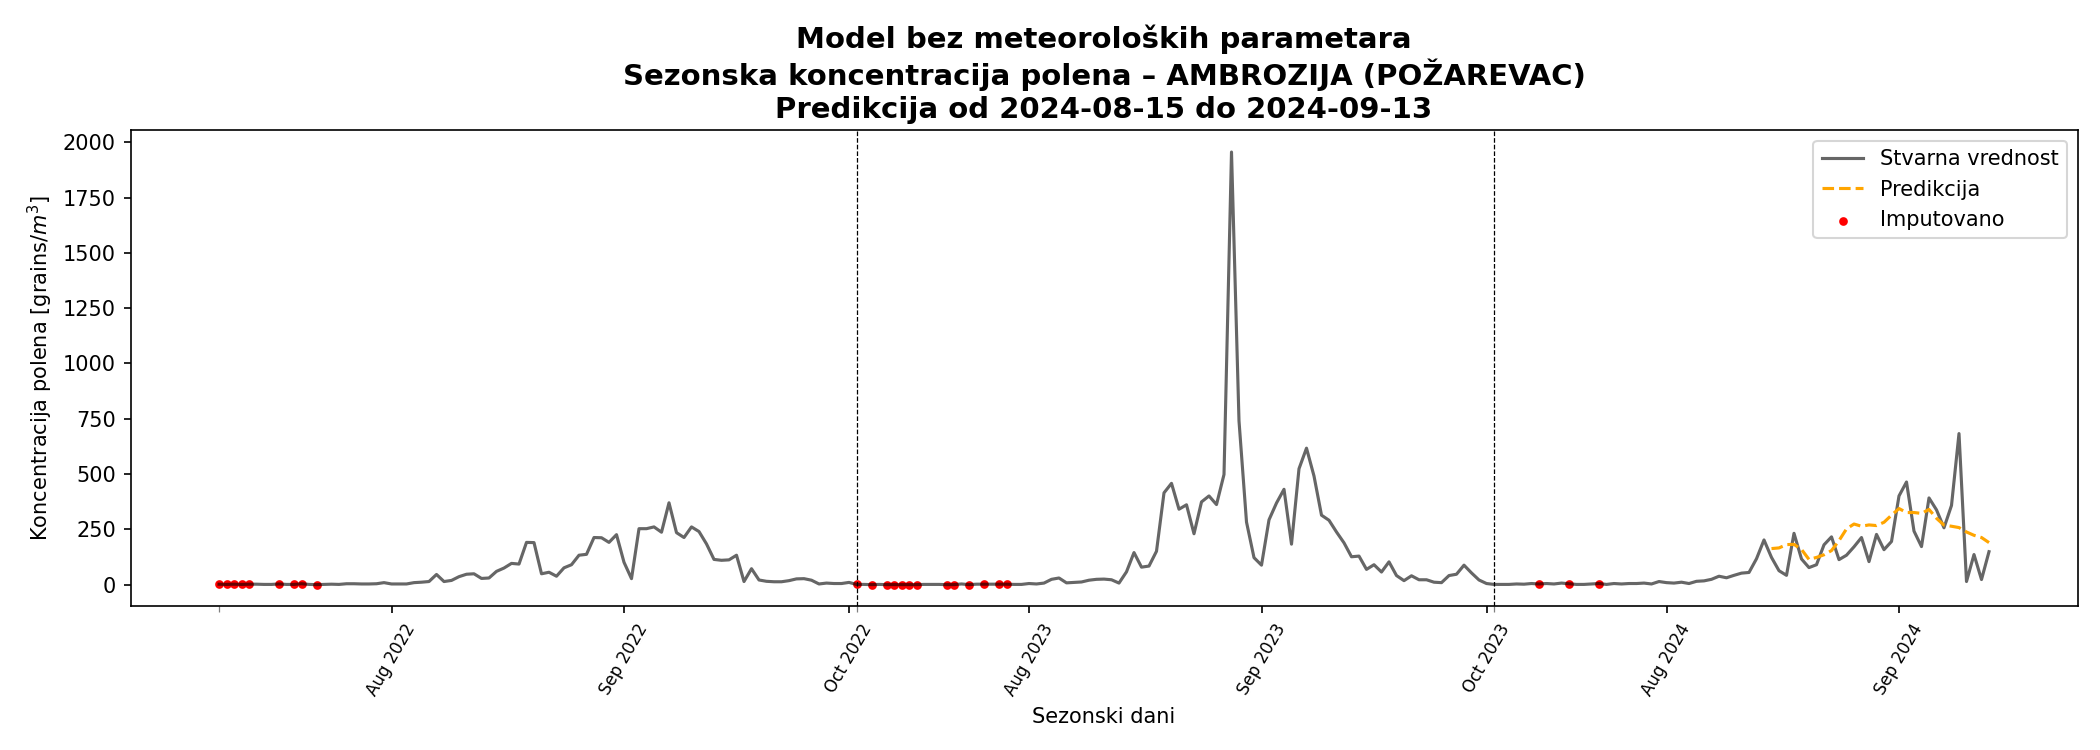 Model bez meteoroloških parametara
Sezonska koncentracija polena – AMBROZIJA (POŽAREVAC)
Predikcija od 2024-08-15 do 2024-09-13
Koncentracija polena [grains/m³]
2000
1750
1500
1250
1000
750
500
250
0
Stvarna vrednost
Predikcija
Imputovano
Aug 2022
Sep 2022
Oct 2022
Aug 2023
Sep 2023
Oct 2023
Aug 2024
Sep 2024
Sezonski dani